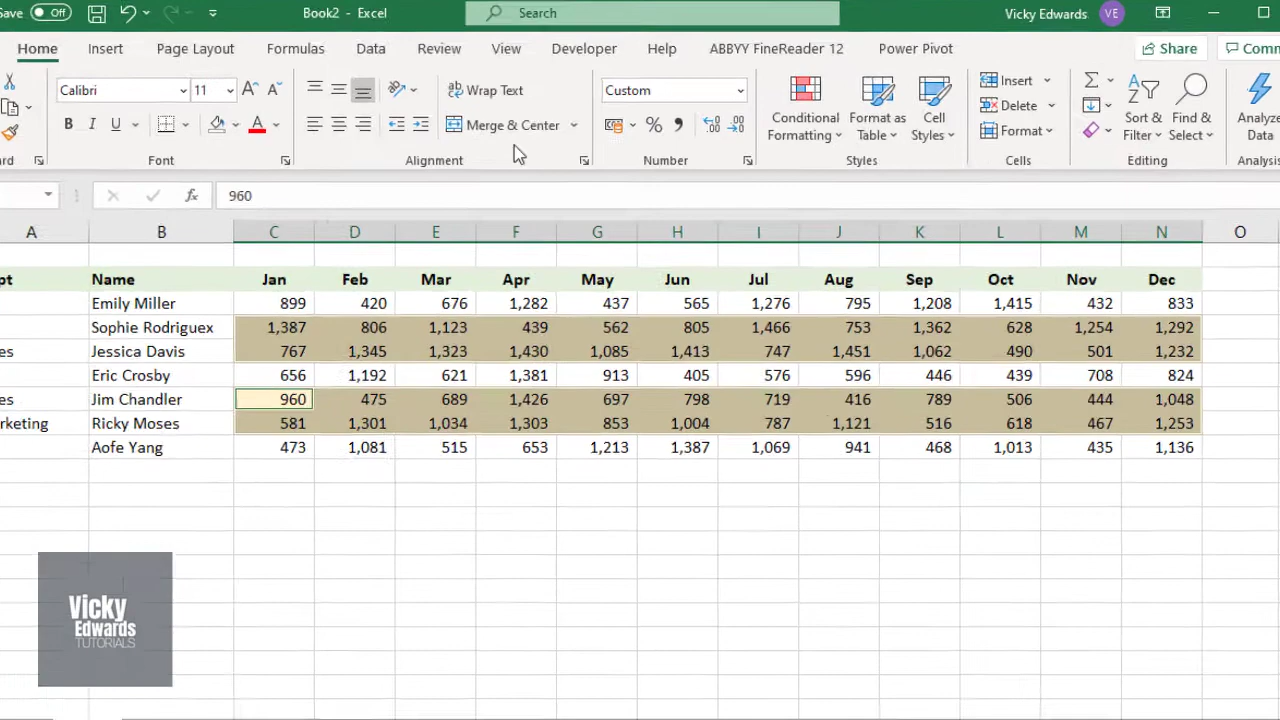 Save Off Book2 - Excel Search Vicky Edwards VE
Home Insert Page Layout Formulas Data Review View Developer Help ABBYY FineReader 12 Power Pivot Share Comm
Calibri 11 Wrap Text Custom Insert
B I U Merge & Center % Conditional Formatting Format as Table Cell Styles Delete Format Sort & Filter Find & Select Analyze Data
ard Font Alignment Number Styles Cells Editing Analysis
fx 960
A B C D E F G H I J K L M N O
pt Name Jan Feb Mar Apr May Jun Jul Aug Sep Oct Nov Dec
Emily Miller 899 420 676 1,282 437 565 1,276 795 1,208 1,415 432 833
Sophie Rodriguex 1,387 806 1,123 439 562 805 1,466 753 1,362 628 1,254 1,292
es Jessica Davis 767 1,345 1,323 1,430 1,085 1,413 747 1,451 1,062 490 501 1,232
Eric Crosby 656 1,192 621 1,381 913 405 576 596 446 439 708 824
es Jim Chandler 960 475 689 1,426 697 798 719 416 789 506 444 1,048
rketing Ricky Moses 581 1,301 1,034 1,303 853 1,004 787 1,121 516 618 467 1,253
Aofe Yang 473 1,081 515 653 1,213 1,387 1,069 941 468 1,013 435 1,136
Vicky
Edwards
TUTORIALS